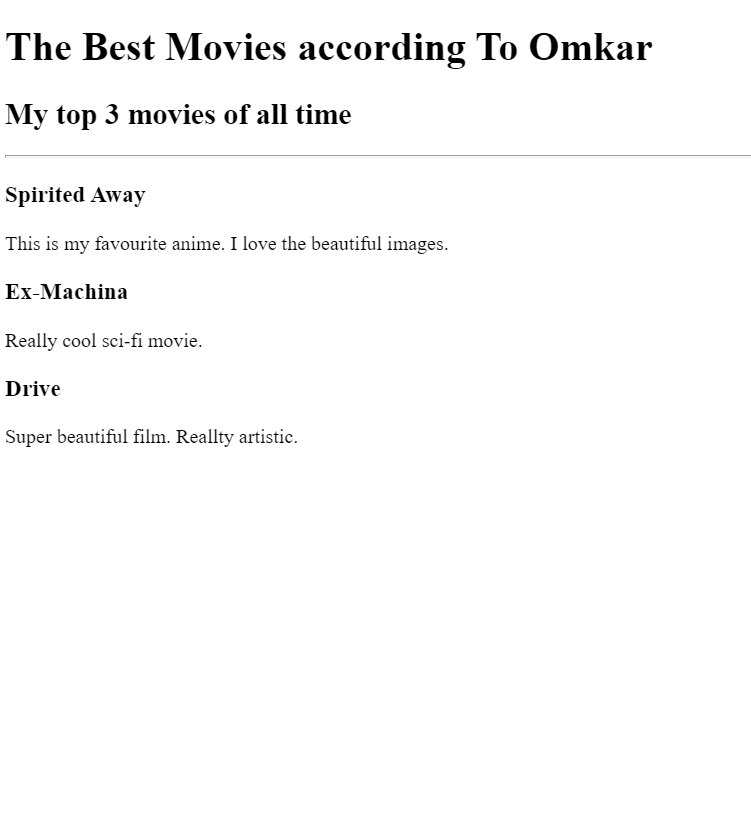 The Best Movies according To Omkar
My top 3 movies of all time
Spirited Away
This is my favourite anime. I love the beautiful images.
Ex-Machina
Really cool sci-fi movie.
Drive
Super beautiful film. Reallty artistic.